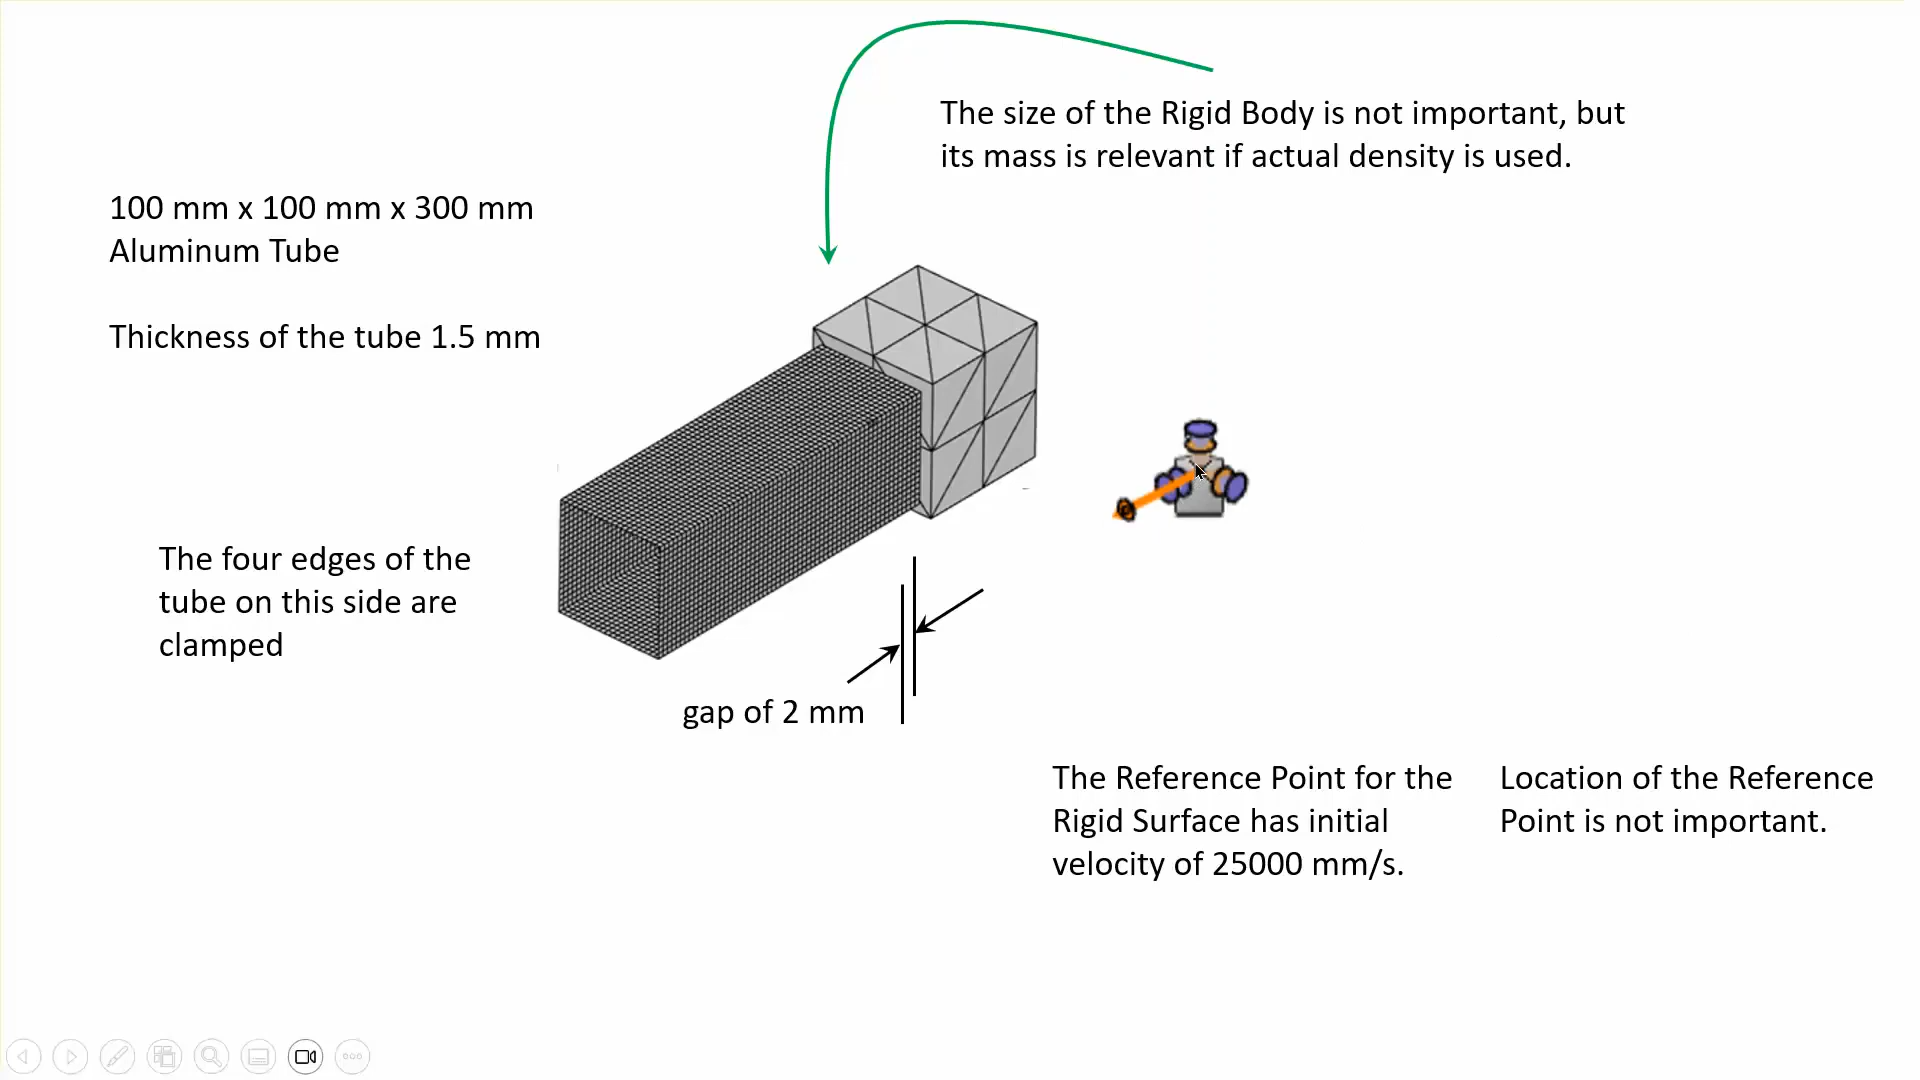 The size of the Rigid Body is not important, but
its mass is relevant if actual density is used.
100 mm x 100 mm x 300 mm
Aluminum Tube
Thickness of the tube 1.5 mm
The four edges of the
tube on this side are
clamped
gap of 2 mm
The Reference Point for the
Rigid Surface has initial
velocity of 25000 mm/s.
Location of the Reference
Point is not important.